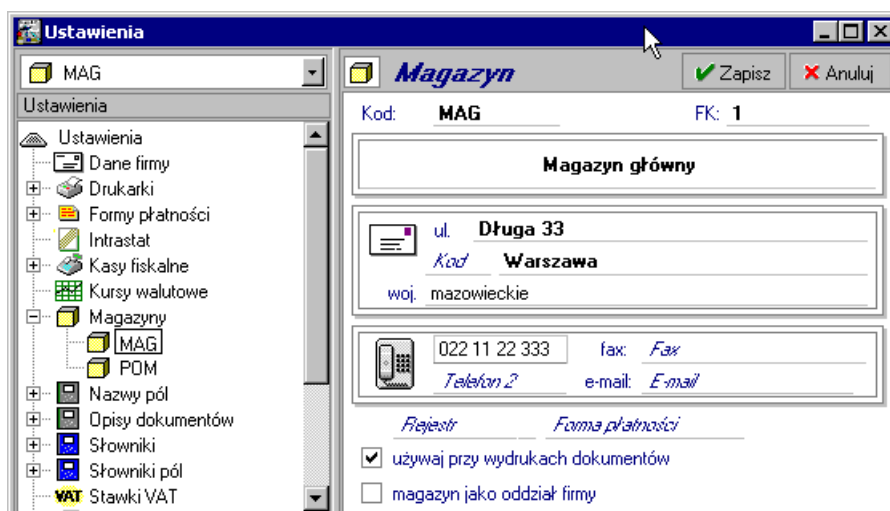 Ustawienia
MAG
Ustawienia
Ustawienia
Dane firmy
Drukarki
Formy płatności
Intrastat
Kasy fiskalne
Kursy walutowe
Magazyny
MAG
POM
Nazwy pól
Opisy dokumentów
Słowniki
Słowniki pól
VAT Stawki VAT
Magazyn Zapisz Anuluj
Kod: MAG FK: 1
Magazyn główny
ul. Długa 33
Kod Warszawa
woj. mazowieckie
022 11 22 333 fax: Fax
Telefon 2 e-mail: E-mail
Rejestr Forma płatności
używaj przy wydrukach dokumentów
magazyn jako oddział firmy